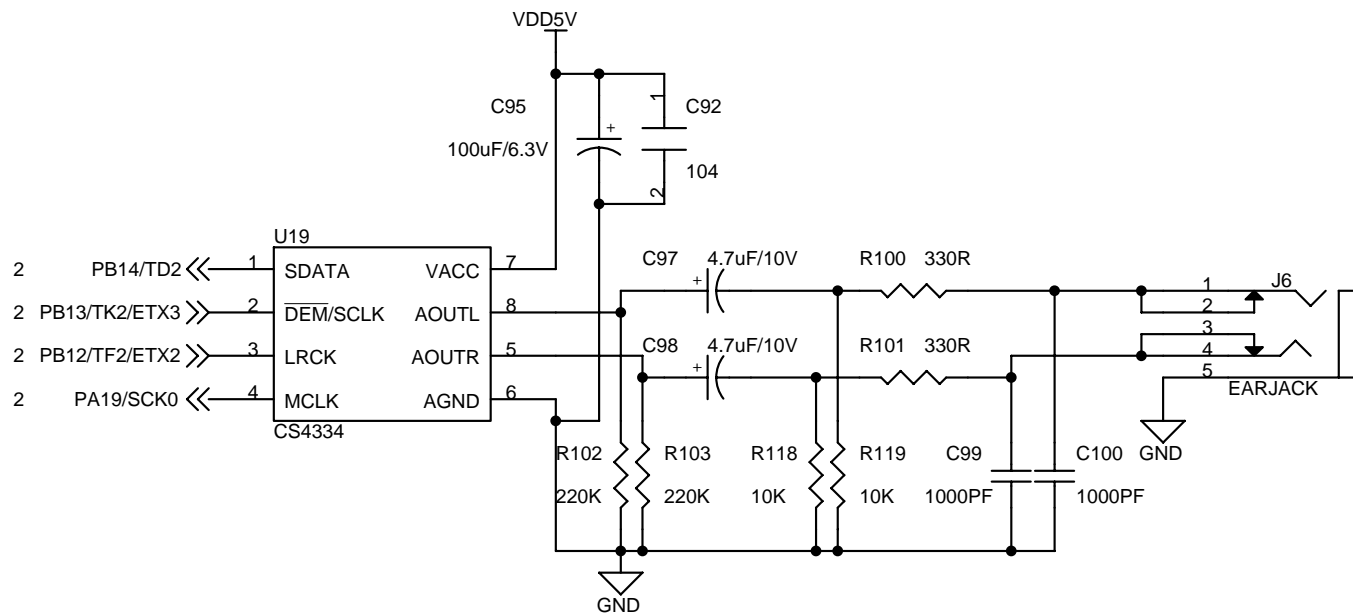 VDD5V
C95
+
1
C92
100uF/6.3V
104
2
U19
2 PB14/TD2 1 SDATA VACC 7
2 PB13/TK2/ETX3 2 DEM/SCLK AOUTL 8
2 PB12/TF2/ETX2 3 LRCK AOUTR 5
2 PA19/SCK0 4 MCLK AGND 6
CS4334
C97 4.7uF/10V R100 330R
+
C98 4.7uF/10V R101 330R
+
1 J6
2
3
4
5 EARJACK
GND
R102 R103 R118 R119 C99 C100
220K 220K 10K 10K 1000PF 1000PF
GND